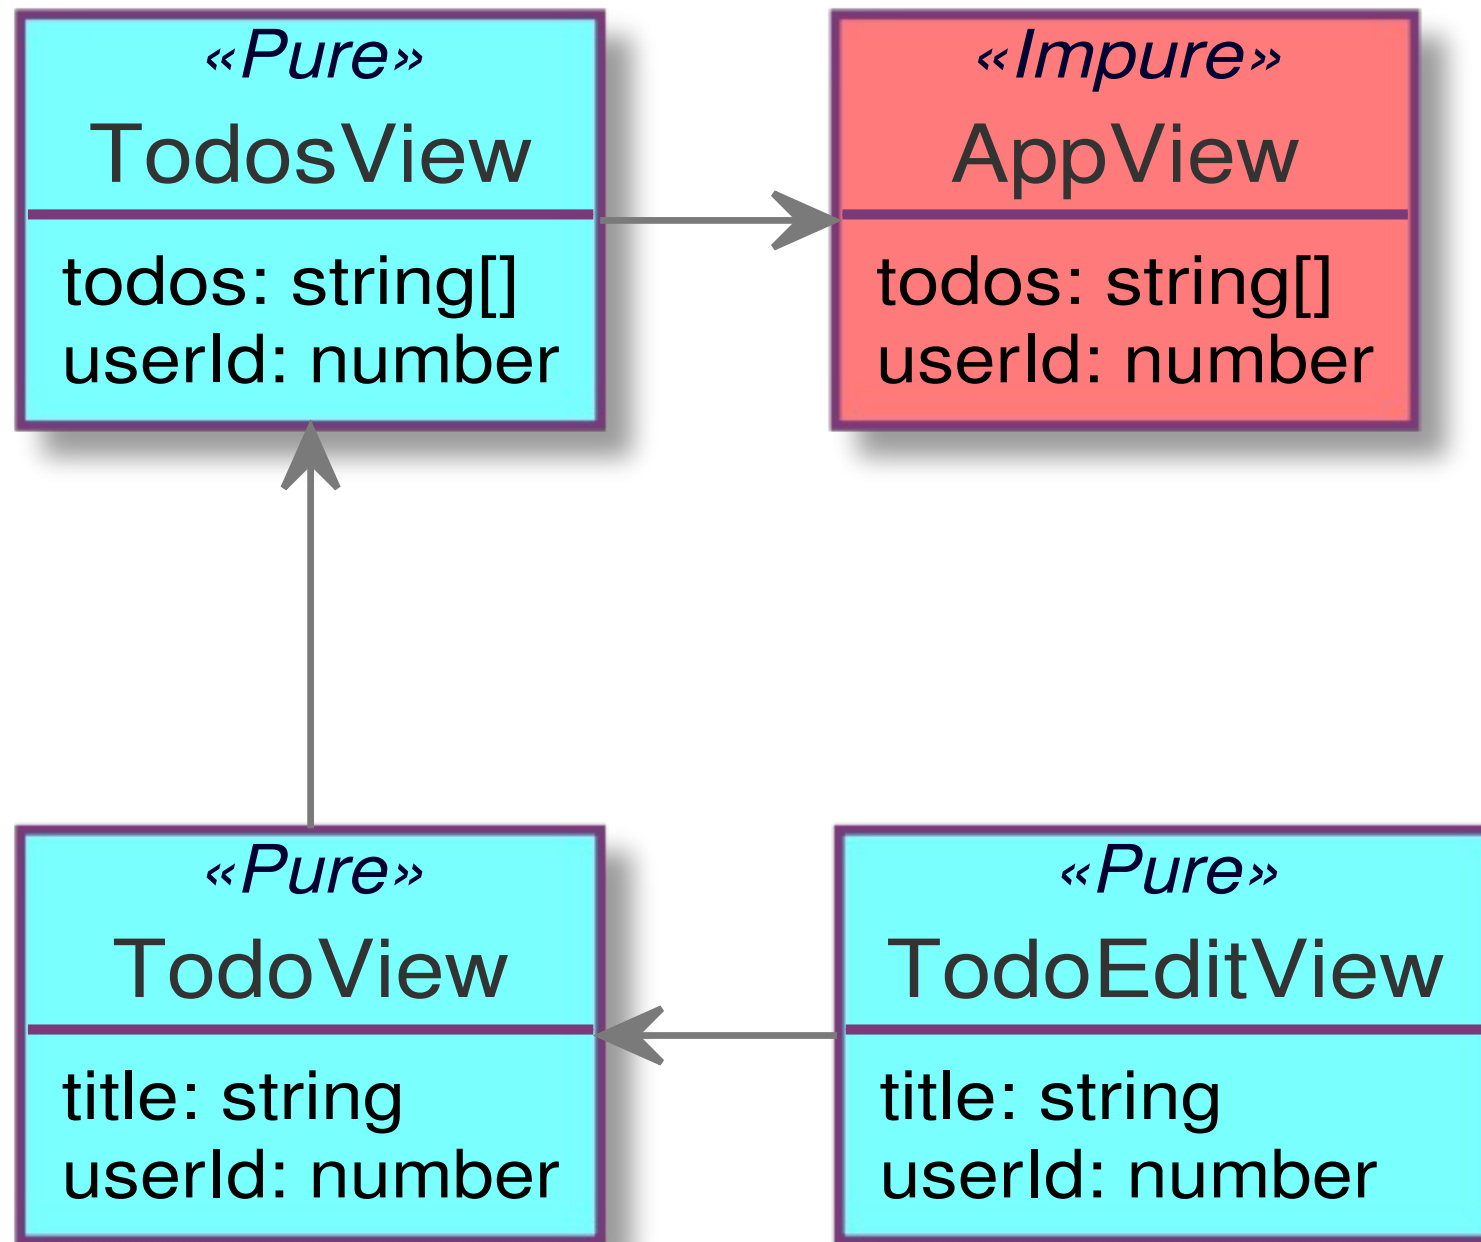 «Pure»
TodosView
todos: string[]
userId: number
«Impure»
AppView
todos: string[]
userId: number
«Pure»
TodoView
title: string
userId: number
«Pure»
TodoEditView
title: string
userId: number